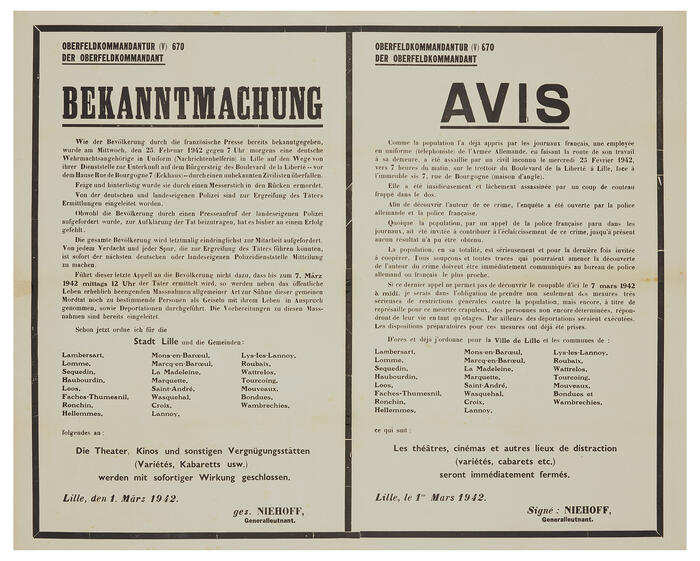 OBERFELDKOMMANDANTUR (V) 670
DER OBERFELDKOMMANDANT
BEKANNTMACHUNG
Wie der Bevölkerung durch die französische Presse bereits bekanntgegeben,
wurde am Mittwoch, den 25. Februar 1942 gegen 7 Uhr morgens eine deutsche
Wehrmachtsangehörige in Uniform (Nachrichtenhelferin) in Lille auf den Wege von
ihrer Dienststelle zur Unterkunft auf dem Bürgersteig des Boulevard de la Liberté – vor
dem Hause Rue de Bourgogne 7 (Eckhaus) – durch einen unbekannten Zivilisten überfallen.
Feige und hinterlistig wurde sie durch einen Messerstich in den Rücken ermordet.
Von der deutschen und landeseigenen Polizei sind zur Ergreifung des Täters
Ermittlungen eingeleitet worden.
Obwohl die Bevölkerung durch einen Presseaufruf der landeseigenen Polizei
aufgefordert wurde, zur Aufklärung der Tat beizutragen, hat es bisher an einem Erfolg
gefehlt.
Die gesamte Bevölkerung wird letztmalig eindringlichst zur Mitarbeit aufgefordert.
Von jedem Verdacht und jeder Spur, die zur Ergreifung des Täters führen könnten,
ist sofort der nächsten deutschen oder landeseigenen Polizeidienststelle Mitteilung
zu machen.
Führt dieser letzte Appell an die Bevölkerung nicht dazu, dass bis zum 7. März
1942 mittags 12 Uhr der Täter ermittelt wird, so werden neben das öffentliche
Leben erheblich beengenden Massnahmen allgemeiner Art zur Sühne dieser gemeinen
Mordtat noch zu bestimmende Personen als Geiseln mit ihrem Leben in Anspruch
genommen, sowie Deportationen durchgeführt. Die Vorbereitungen zu diesen Mass-
nahmen sind bereits eingeleitet.
Schon jetzt ordne ich für die
Stadt Lille und die Gemeinden:
Lambersart, Mons-en-Barœul, Lys-les-Lannoy,
Lomme, Marcq-en-Barœul, Roubaix,
Sequedin, La Madeleine, Wattrelos,
Haubourdin, Marquette, Tourcoing,
Loos, Saint-André, Mouveaux,
Faches-Thumesnil, Wasquehal, Bondues,
Ronchin, Croix, Wambrechies,
Hellemmes, Lannoy,
folgendes an:
Die Theater, Kinos und sonstigen Vergnügungsstätten
(Variétés, Kabaretts usw.)
werden mit sofortiger Wirkung geschlossen.
Lille, den 1. März 1942.
gez. NIEHOFF,
Generalleutnant.
OBERFELDKOMMANDANTUR (V) 670
DER OBERFELDKOMMANDANT
AVIS
Comme la population l'a déjà appris par les journaux français, une employée
en uniforme (téléphoniste) de l'Armée Allemande, en faisant la route de son travail
à sa demeure, a été assaillie par un civil inconnu le mercredi 25 Février 1942,
vers 7 heures du matin, sur le trottoir du Boulevard de la Liberté à Lille, face à
l'immeuble sis 7, rue de Bourgogne (maison d'angle).
Elle a été insidieusement et lâchement assassinée par un coup de couteau
frappé dans le dos.
Afin de découvrir l'auteur de ce crime, l'enquête a été ouverte par la police
allemande et la police française.
Quoique la population, par un appel de la police française paru dans les
journaux, ait été invitée à contribuer à l'éclaircissement de ce crime, jusqu'à présent
aucun résultat n'a pu être obtenu.
La population, en sa totalité, est sérieusement et pour la dernière fois invitée
à coopérer. Tous soupçons et toutes traces qui pourraient amener la découverte
de l'auteur du crime doivent être immédiatement communiqués au bureau de police
allemand ou français le plus proche.
Si ce dernier appel ne permet pas de découvrir le coupable d'ici le 7 mars 1942
à midi, je serais dans l'obligation de prendre non seulement des mesures très
sérieuses de restrictions générales contre la population, mais encore, à titre de
représaille pour ce meurtre crapuleux, des personnes non encore déterminées, répon-
dront de leur vie en tant qu'otages. Par ailleurs des déportations seraient exécutées.
Les dispositions préparatoires pour ces mesures ont déjà été prises.
D'ores et déjà j'ordonne pour la Ville de Lille et les communes de :
Lambersart, Mons-en-Barœul, Lys-les-Lannoy,
Lomme, Marcq-en-Barœul, Roubaix,
Sequedin, La Madeleine, Wattrelos,
Haubourdin, Marquette, Tourcoing,
Loos, Saint-André, Mouveaux,
Faches-Thumesnil, Wasquehal, Bondues et
Ronchin, Croix, Wambrechies,
Hellemmes, Lannoy,
ce qui suit :
Les théâtres, cinémas et autres lieux de distraction
(variétés, cabarets etc.)
seront immédiatement fermés.
Lille, le 1er Mars 1942.
Signé : NIEHOFF,
Generalleutnant.